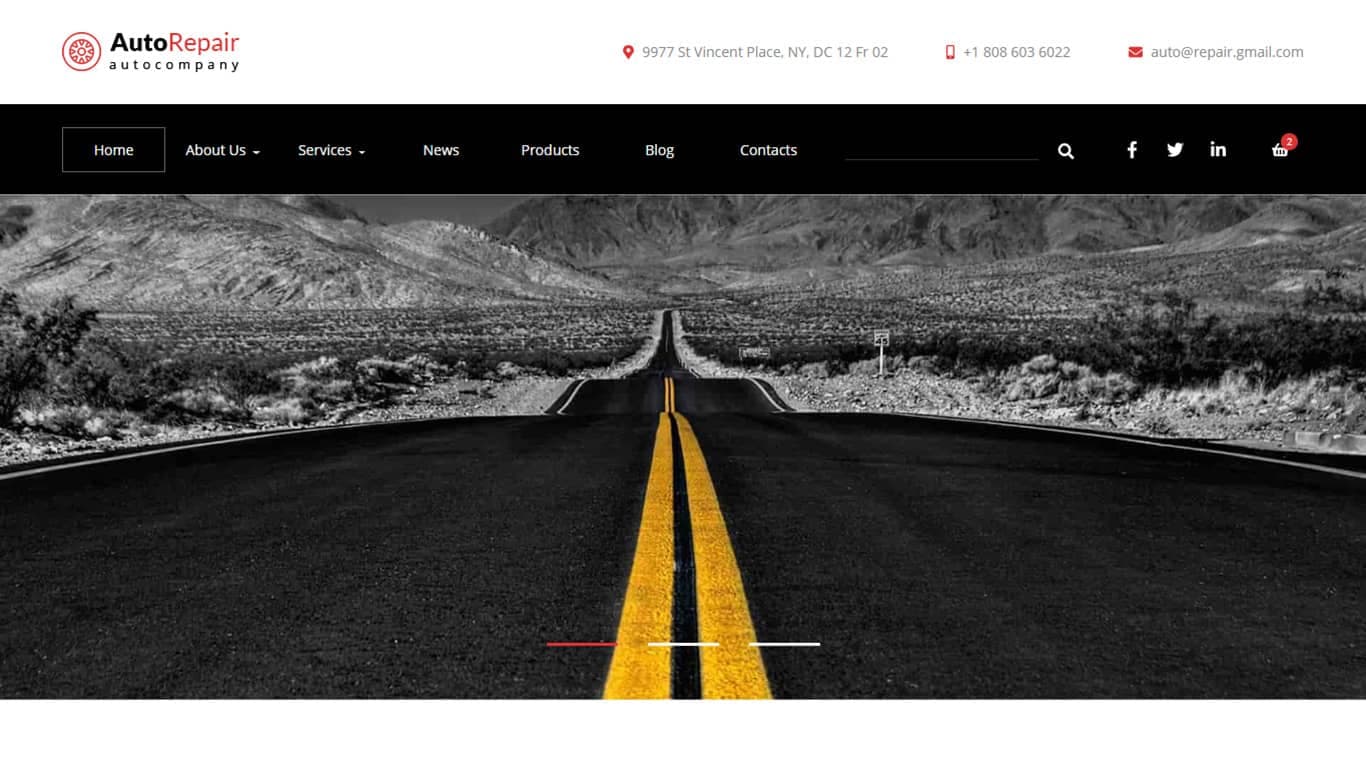 AutoRepair
autocompany
9977 St Vincent Place, NY, DC 12 Fr 02
+1 808 603 6022
auto@repair.gmail.com
Home
About Us
Services
News
Products
Blog
Contacts
2